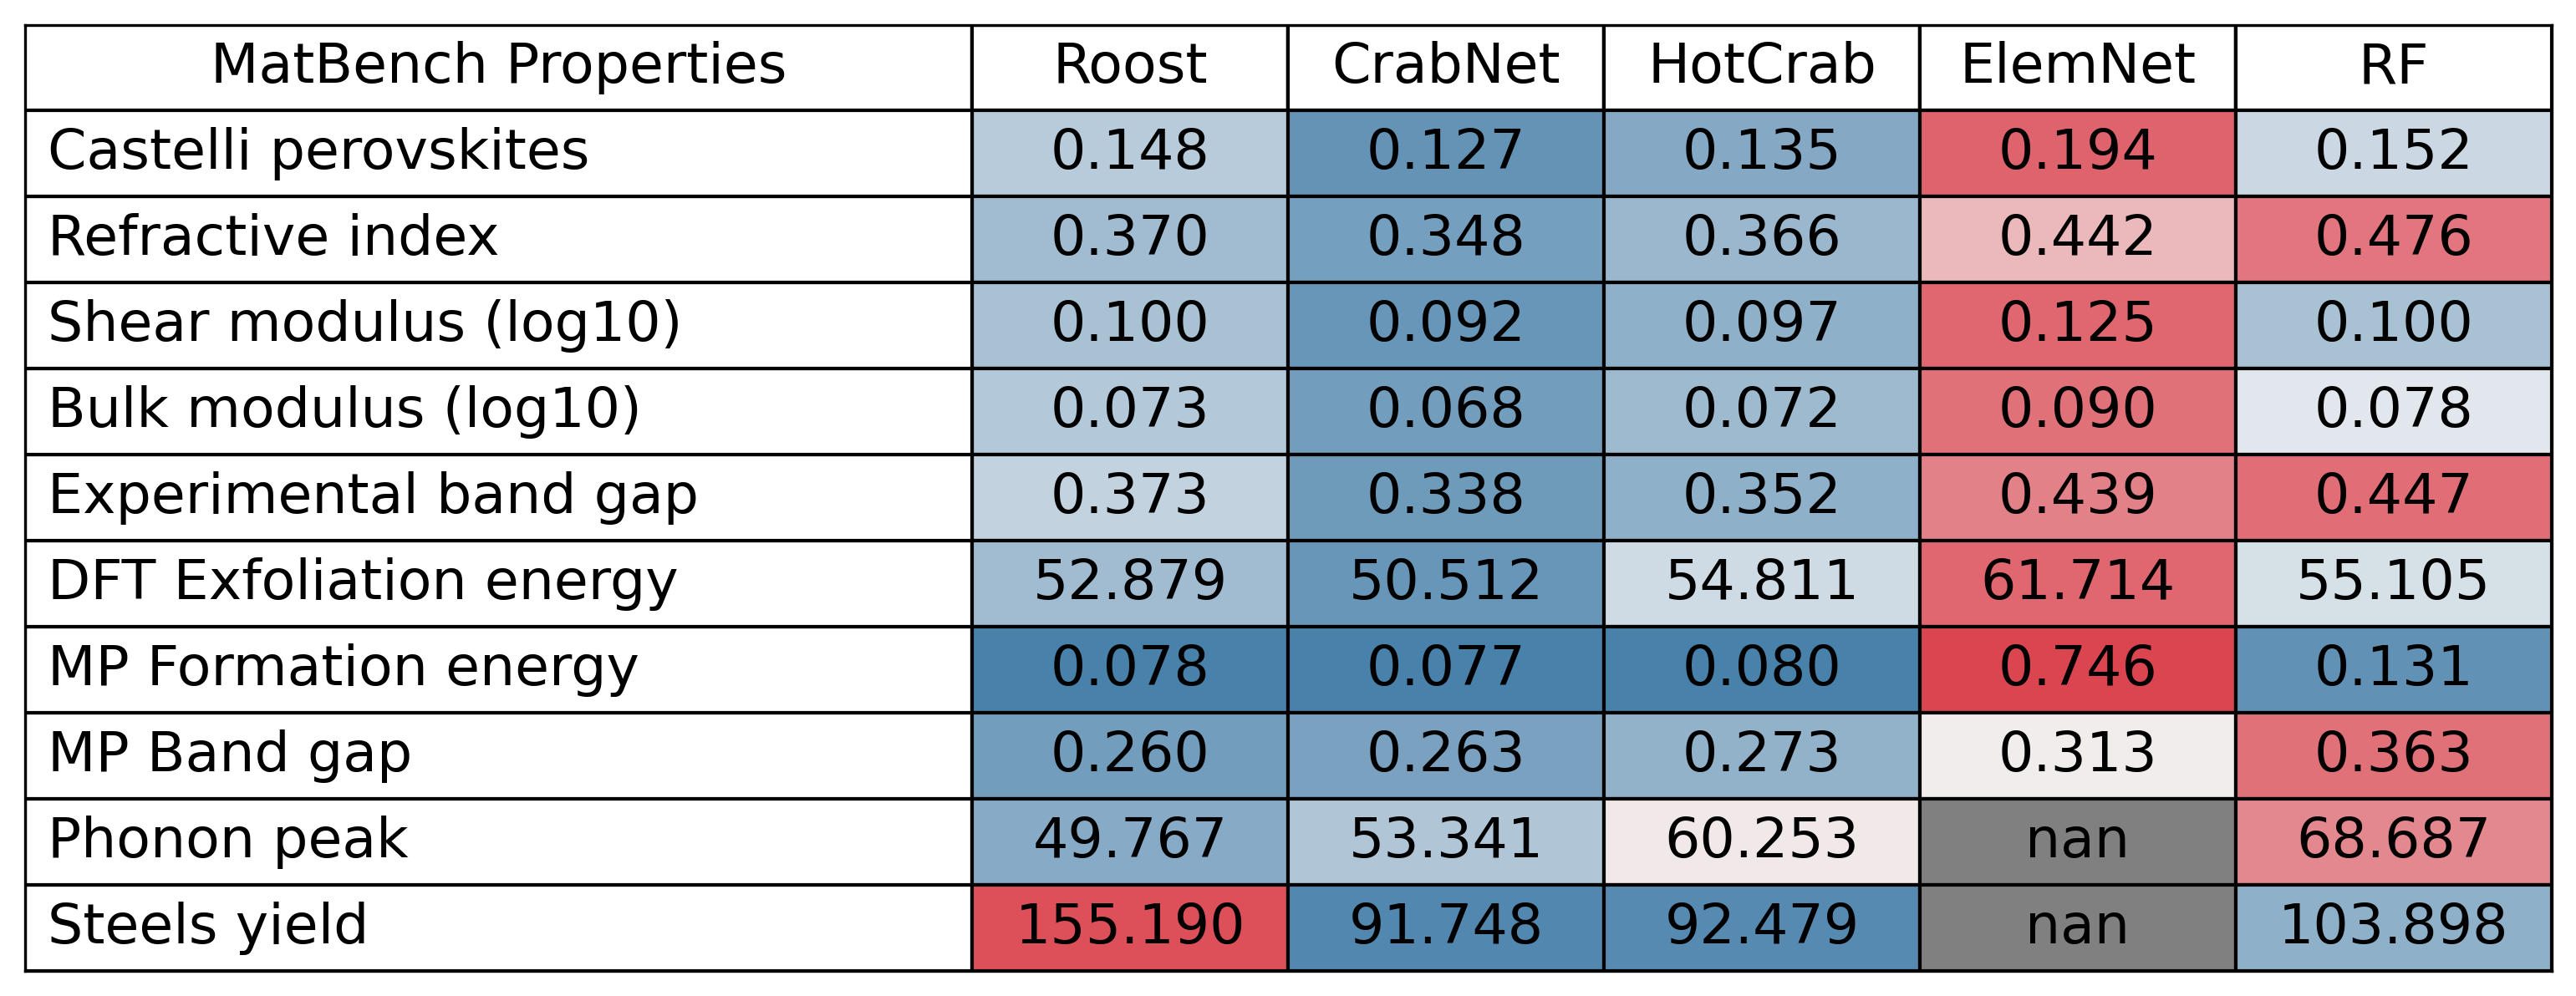 MatBench Properties Roost CrabNet HotCrab ElemNet RF
Castelli perovskites 0.148 0.127 0.135 0.194 0.152
Refractive index 0.370 0.348 0.366 0.442 0.476
Shear modulus (log10) 0.100 0.092 0.097 0.125 0.100
Bulk modulus (log10) 0.073 0.068 0.072 0.090 0.078
Experimental band gap 0.373 0.338 0.352 0.439 0.447
DFT Exfoliation energy 52.879 50.512 54.811 61.714 55.105
MP Formation energy 0.078 0.077 0.080 0.746 0.131
MP Band gap 0.260 0.263 0.273 0.313 0.363
Phonon peak 49.767 53.341 60.253 nan 68.687
Steels yield 155.190 91.748 92.479 nan 103.898